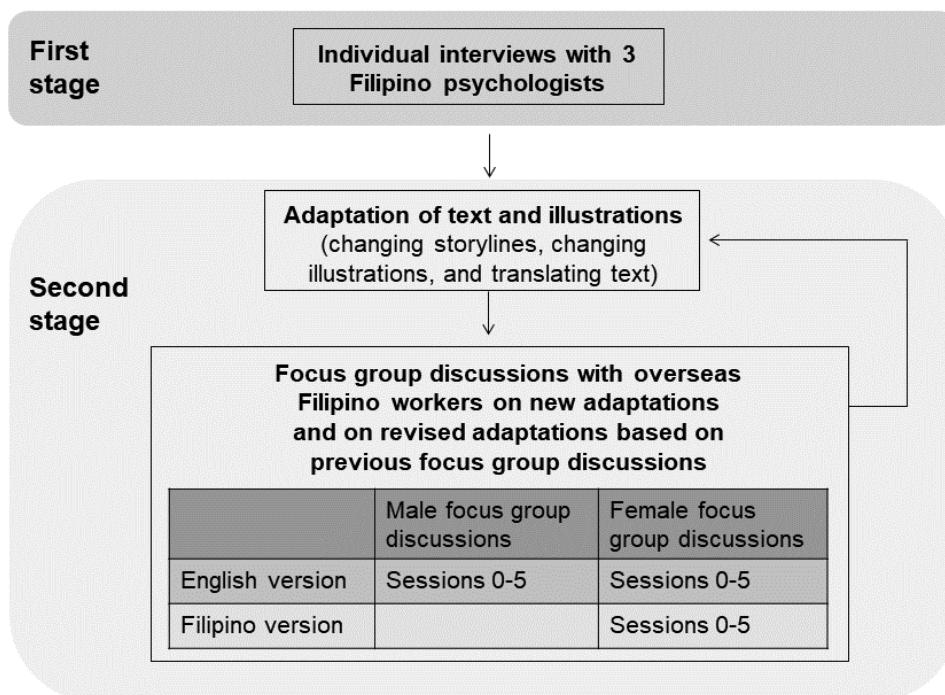 First
stage
Individual interviews with 3
Filipino psychologists
Second
stage
Adaptation of text and illustrations
(changing storylines, changing
illustrations, and translating text)
Focus group discussions with overseas
Filipino workers on new adaptations
and on revised adaptations based on
previous focus group discussions
Male focus group
discussions
Female focus
group discussions
English version
Sessions 0-5
Sessions 0-5
Filipino version
Sessions 0-5